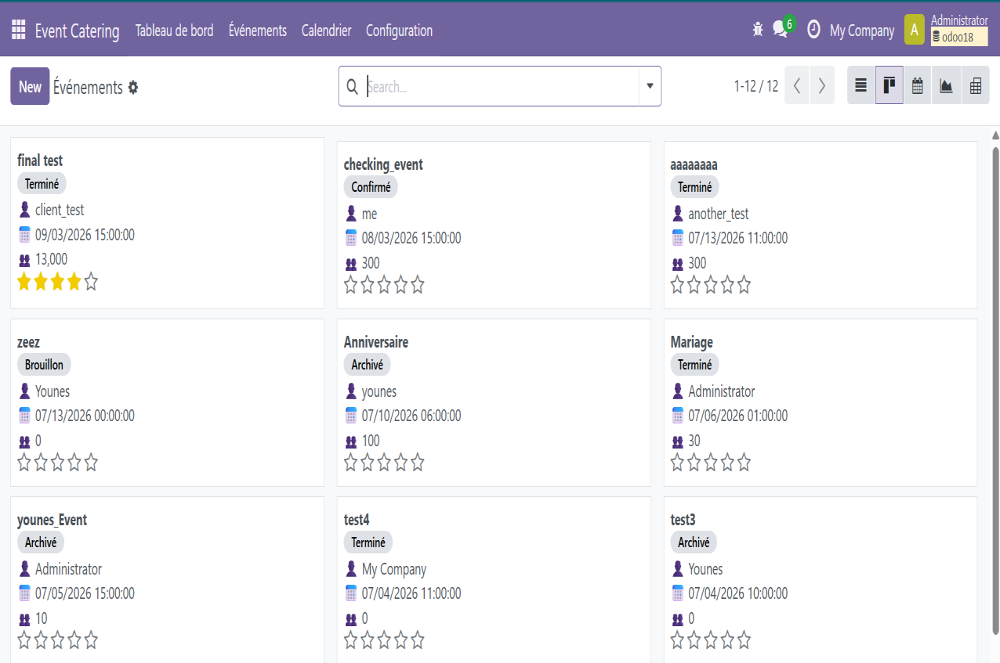 Event Catering Tableau de bord Événements Calendrier Configuration 6 My Company A Administrator
odoo18
New Événements Search... 1-12 / 12
final test
Terminé
client_test
09/03/2026 15:00:00
13,000
checking_event
Confirmé
me
08/03/2026 15:00:00
300
aaaaaaaa
Terminé
another_test
07/13/2026 11:00:00
300
zeez
Brouillon
Younes
07/13/2026 00:00:00
0
Anniversaire
Archivé
younes
07/10/2026 06:00:00
100
Mariage
Terminé
Administrator
07/06/2026 01:00:00
30
younes_Event
Archivé
Administrator
07/05/2026 15:00:00
10
test4
Terminé
My Company
07/04/2026 11:00:00
0
test3
Archivé
Younes
07/04/2026 10:00:00
0